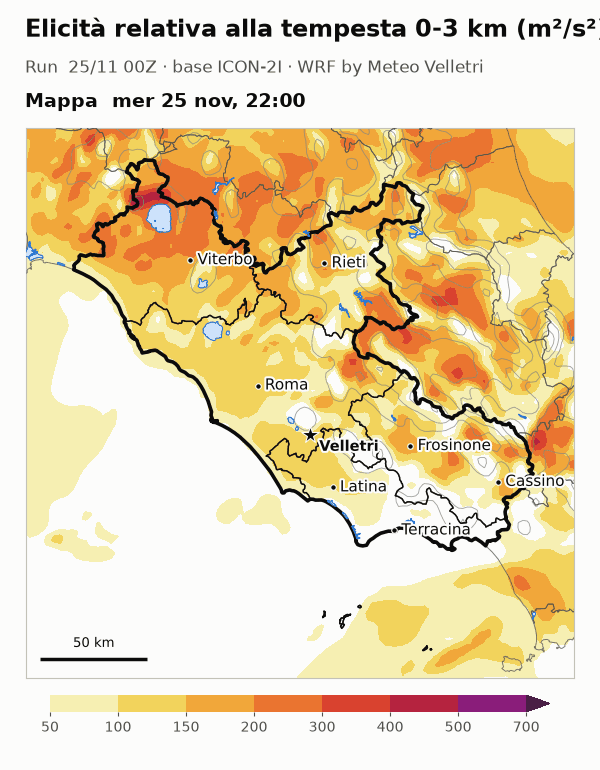 Elicità relativa alla tempesta 0-3 km (m²/s²)
Run 25/11 00Z · base ICON-2I · WRF by Meteo Velletri
Mappa mer 25 nov, 22:00
Viterbo
Rieti
Roma
Velletri
Frosinone
Latina
Cassino
Terracina
50 km
50 100 150 200 300 400 500 700